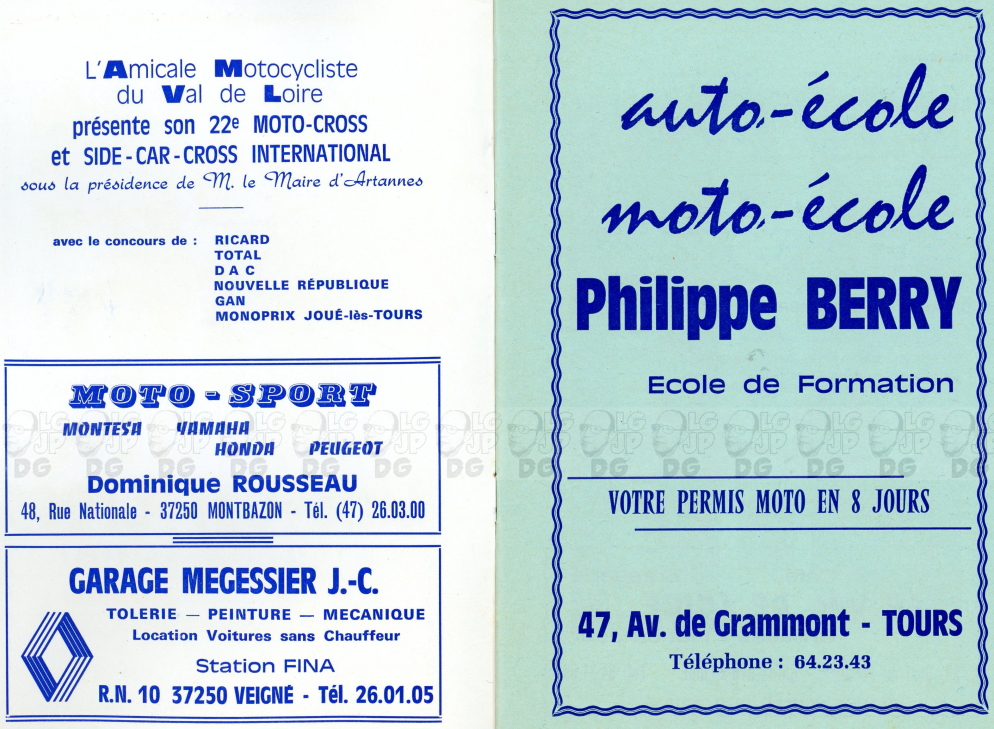 L'Amicale Motocycliste
du Val de Loire
présente son 22e MOTO-CROSS
et SIDE-CAR-CROSS INTERNATIONAL
sous la présidence de M. le Maire d'Artannes
avec le concours de : RICARD
TOTAL
D A C
NOUVELLE RÉPUBLIQUE
GAN
MONOPRIX JOUÉ-lès-TOURS
MOTO-SPORT
MONTESA YAMAHA
HONDA PEUGEOT
Dominique ROUSSEAU
48, Rue Nationale - 37250 MONTBAZON - Tél. (47) 26.03.00
GARAGE MEGESSIER J.-C.
TOLERIE — PEINTURE — MECANIQUE
Location Voitures sans Chauffeur
Station FINA
R.N. 10 37250 VEIGNÉ - Tél. 26.01.05
auto-école
moto-école
Philippe BERRY
Ecole de Formation
VOTRE PERMIS MOTO EN 8 JOURS
47, Av. de Grammont - TOURS
Téléphone : 64.23.43
LG
JP
DG